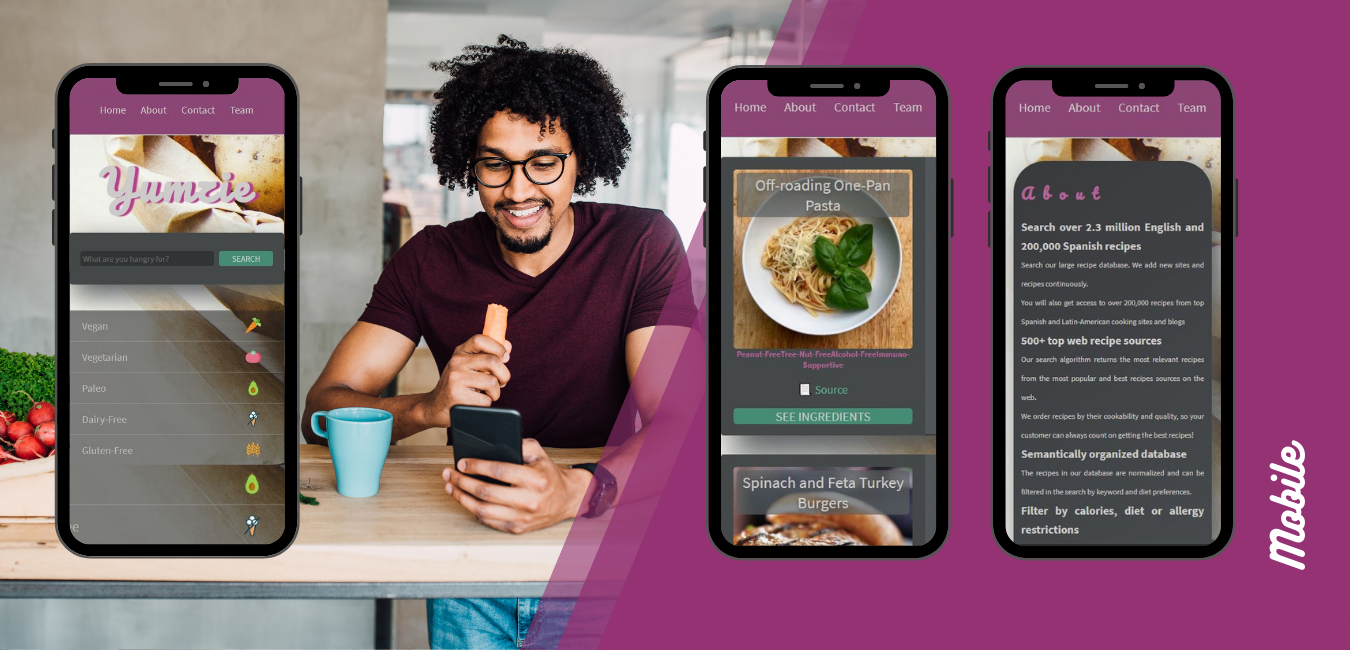 Home About Contact Team
Yumzie
What are you hangry for? SEARCH
Vegan
Vegetarian
Paleo
Dairy-Free
Gluten-Free
e
Home About Contact Team
Off-roading One-Pan
Pasta
Peanut-FreeTree-Nut-FreeAlcohol-FreeImmuno-
Supportive
Source
SEE INGREDIENTS
Spinach and Feta Turkey
Burgers
Home About Contact Team
About
Search over 2.3 million English and
200,000 Spanish recipes
Search our large recipe database. We add new sites and
recipes continuously.
You will also get access to over 200,000 recipes from top
Spanish and Latin-American cooking sites and blogs
500+ top web recipe sources
Our search algorithm returns the most relevant recipes
from the most popular and best recipes sources on the
web.
We order recipes by their cookability and quality, so your
customer can always count on getting the best recipes!
Semantically organized database
The recipes in our database are normalized and can be
filtered in the search by keyword and diet preferences.
Filter by calories, diet or allergy
restrictions
Mobile